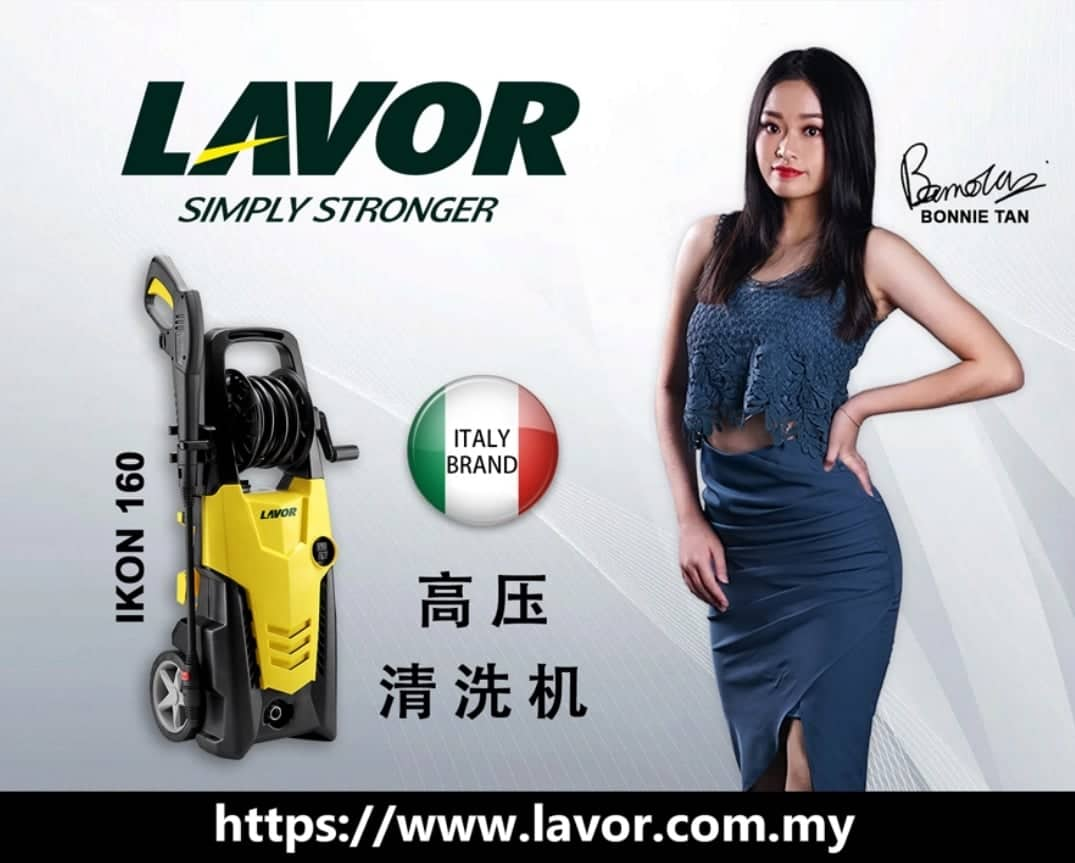 LAVOR
SIMPLY STRONGER
BONNIE TAN
IKON 160
LAVOR
ITALY
BRAND
高压
清洗机
https://www.lavor.com.my